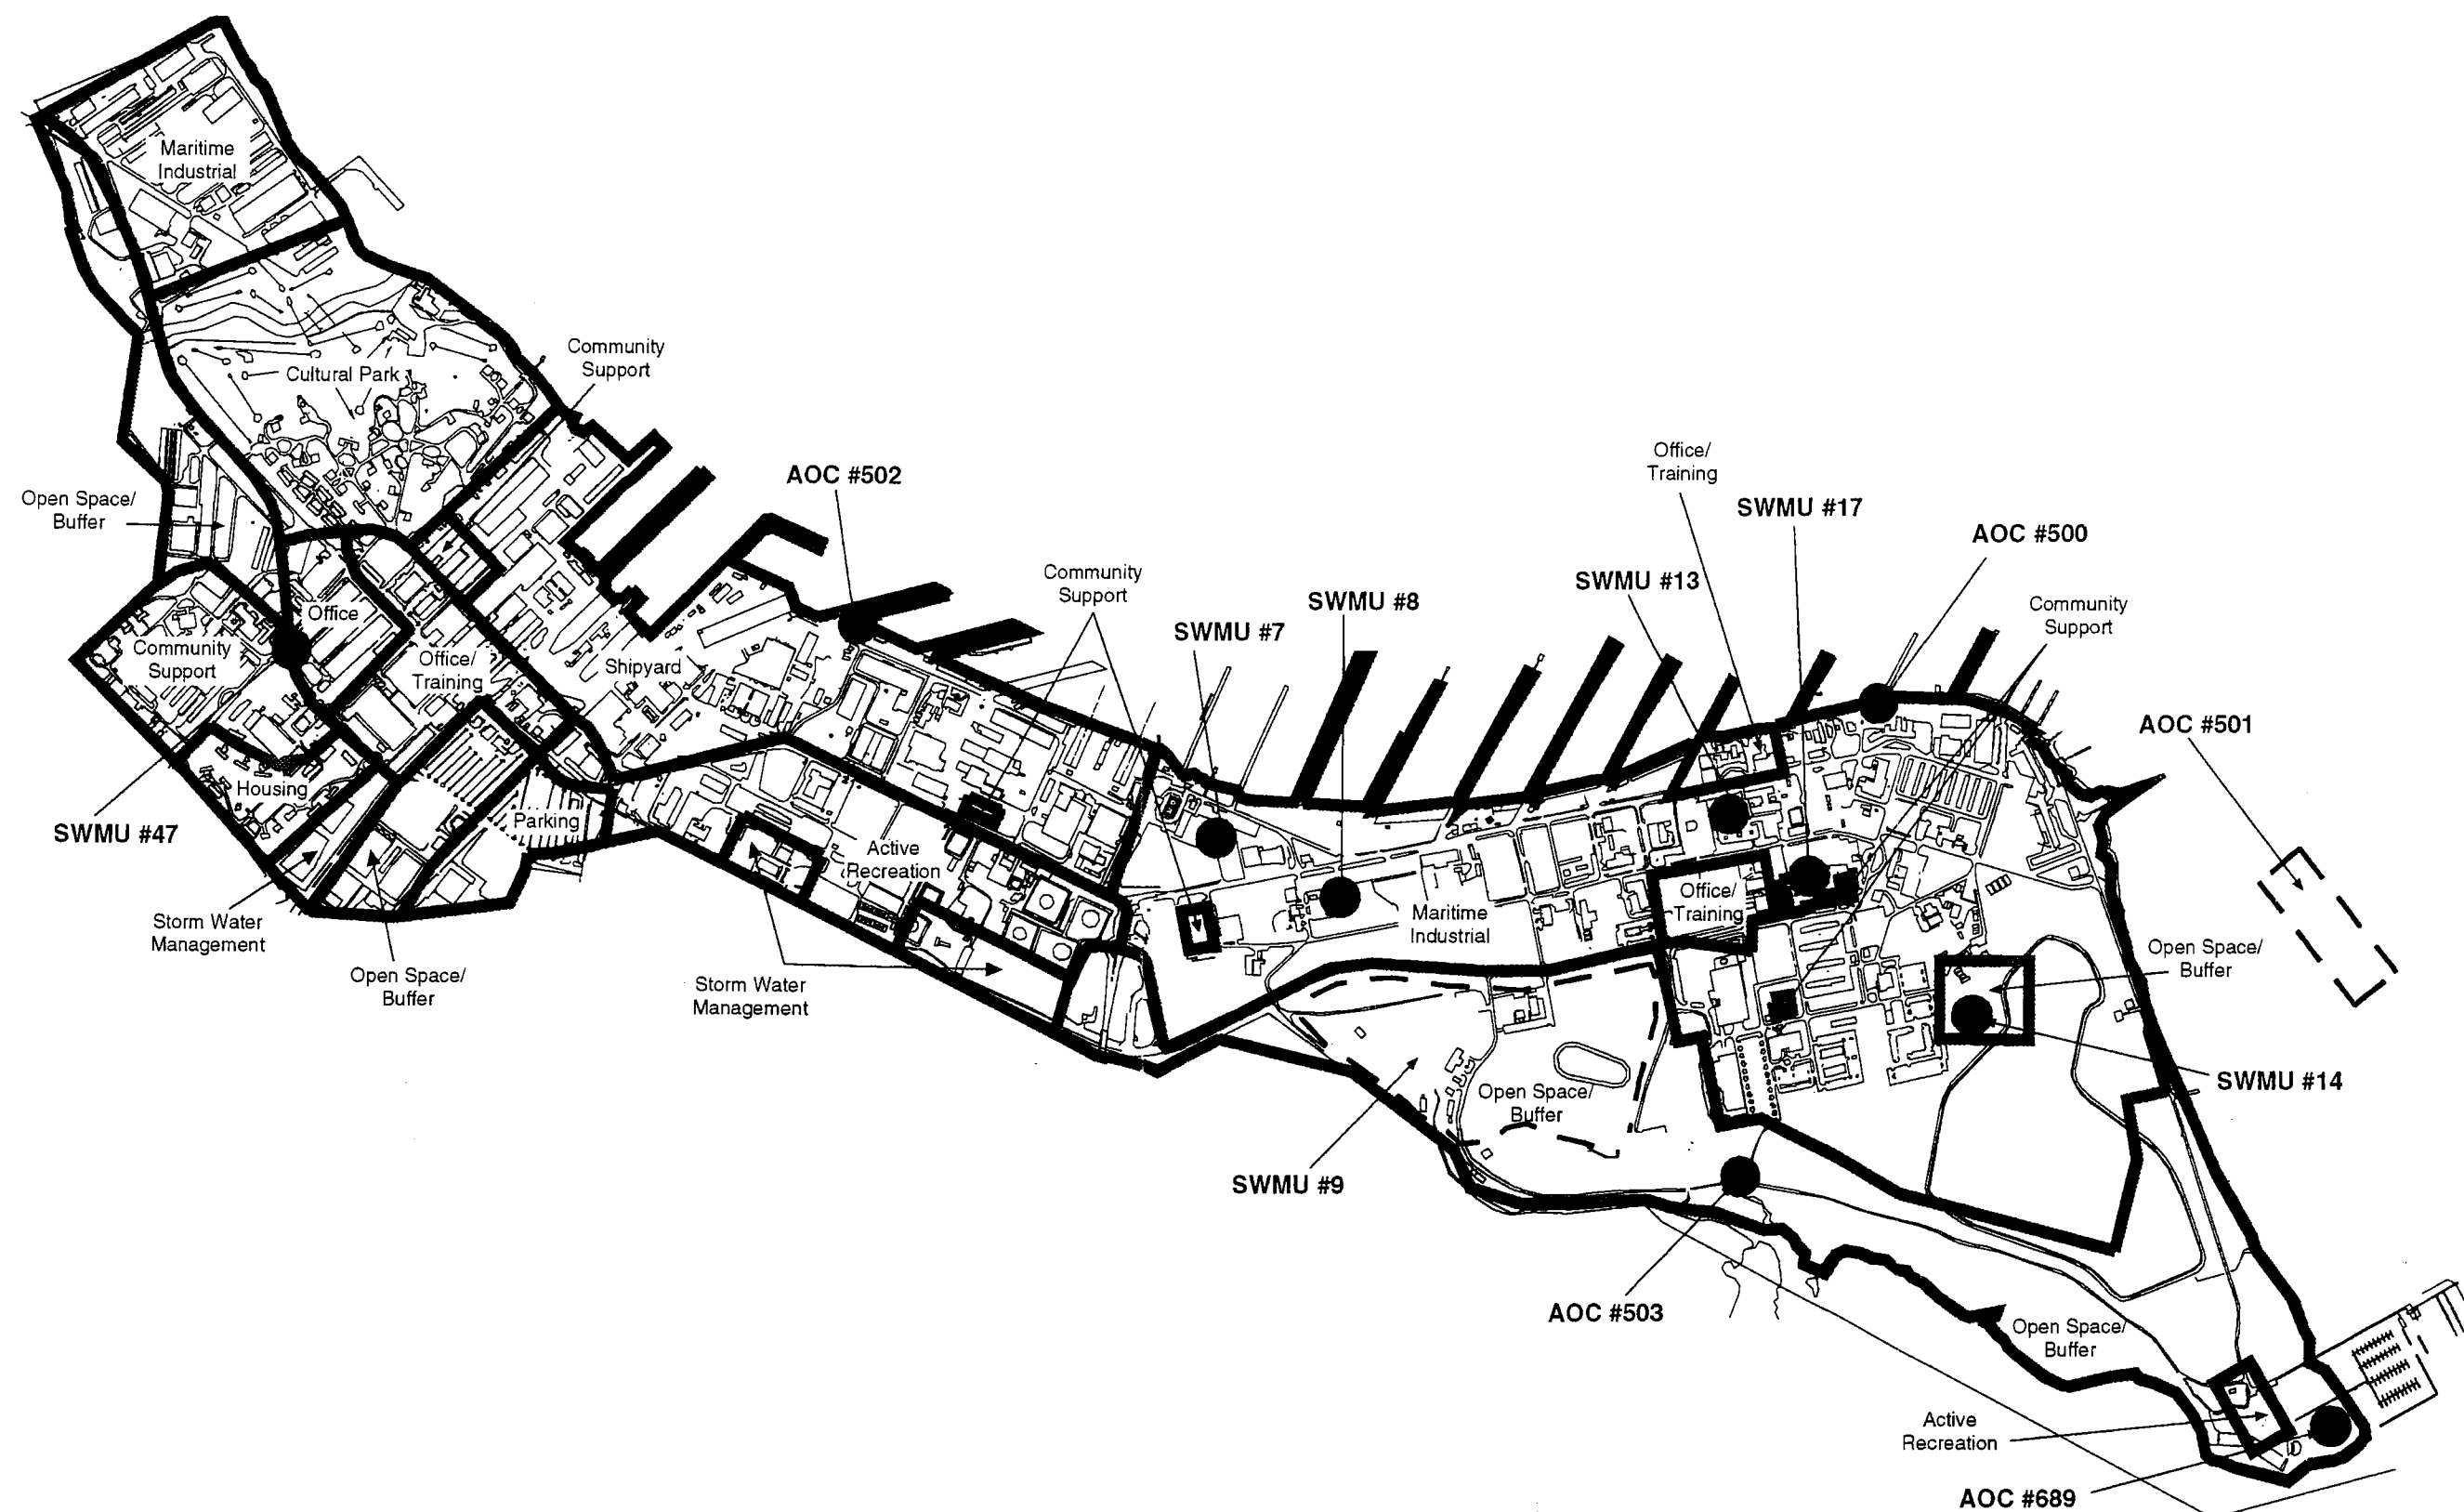 Maritime
Industrial
Cultural Park
Community
Support
Open Space/
Buffer
AOC #502
Office/
Training
SWMU #17
AOC #500
SWMU #13
Community
Support
SWMU #8
Community
Support
SWMU #7
Office
Community
Support
Office/
Training
Shipyard
AOC #501
Housing
Parking
SWMU #47
Active
Recreation
Office/
Training
Maritime
Industrial
Storm Water
Management
Open Space/
Buffer
Storm Water
Management
Open Space/
Buffer
SWMU #14
Open Space/
Buffer
SWMU #9
AOC #503
Open Space/
Buffer
Active
Recreation
AOC #689